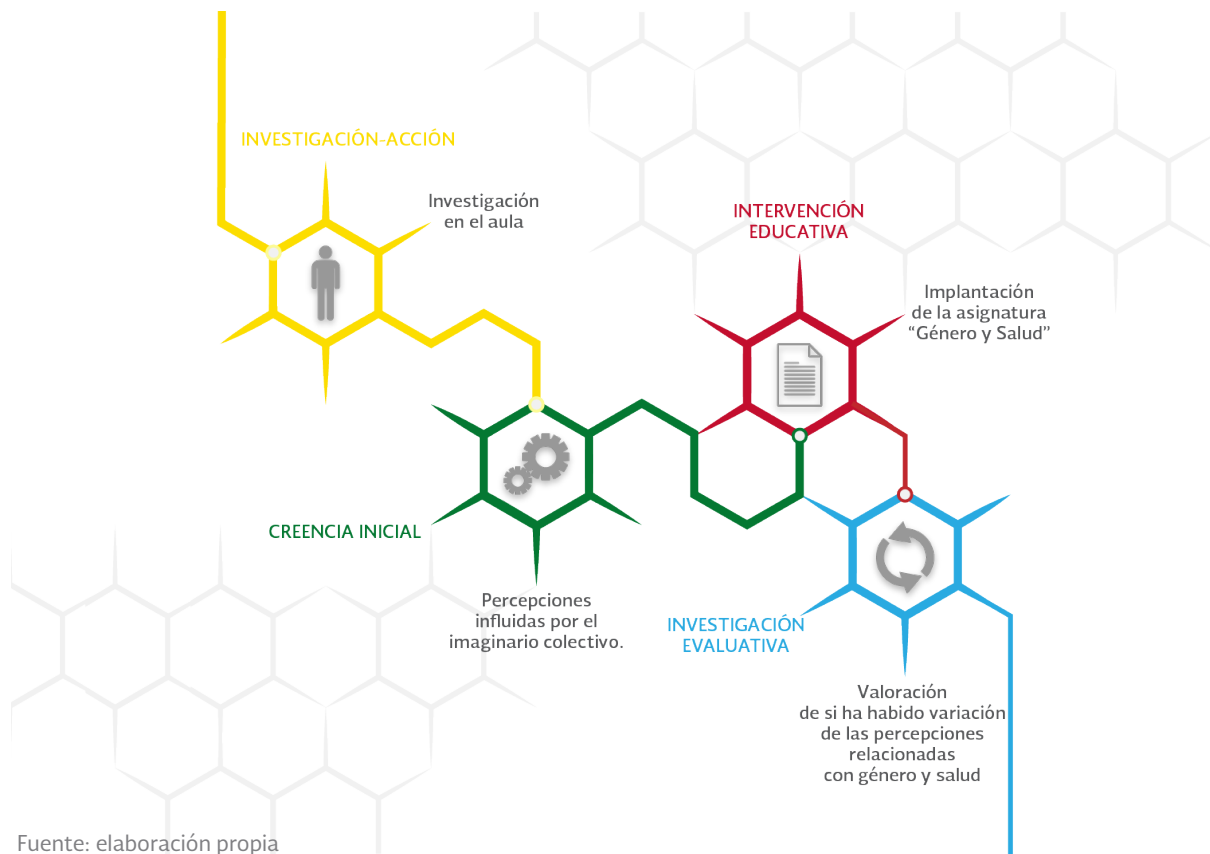 INVESTIGACIÓN-ACCIÓN
Investigación
en el aula
INTERVENCIÓN
EDUCATIVA
Implantación
de la asignatura
“Género y Salud”
CREENCIA INICIAL
Percepciones
influidas por el
imaginario colectivo.
INVESTIGACIÓN
EVALUATIVA
Valoración
de si ha habido variación
de las percepciones
relacionadas
con género y salud
Fuente: elaboración propia